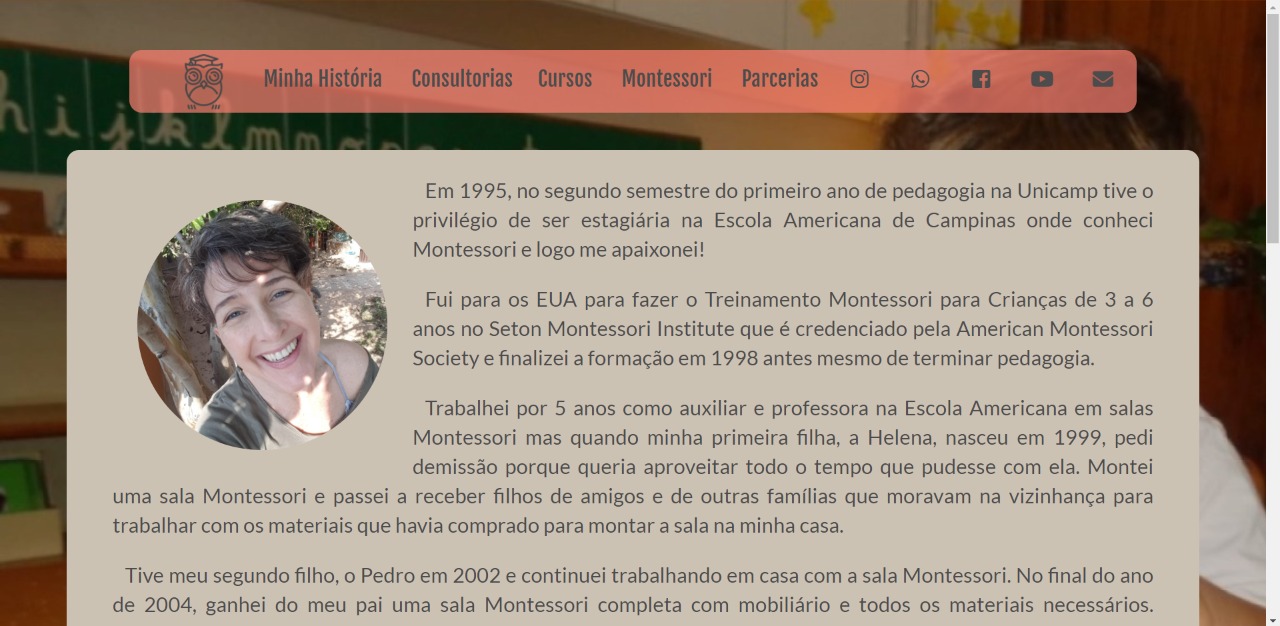 Minha História Consultorias Cursos Montessori Parcerias
h i j k l m n o p
Em 1995, no segundo semestre do primeiro ano de pedagogia na Unicamp tive o
privilégio de ser estagiária na Escola Americana de Campinas onde conheci
Montessori e logo me apaixonei!
Fui para os EUA para fazer o Treinamento Montessori para Crianças de 3 a 6
anos no Seton Montessori Institute que é credenciado pela American Montessori
Society e finalizei a formação em 1998 antes mesmo de terminar pedagogia.
Trabalhei por 5 anos como auxiliar e professora na Escola Americana em salas
Montessori mas quando minha primeira filha, a Helena, nasceu em 1999, pedi
demissão porque queria aproveitar todo o tempo que pudesse com ela. Montei
uma sala Montessori e passei a receber filhos de amigos e de outras famílias que moravam na vizinhança para
trabalhar com os materiais que havia comprado para montar a sala na minha casa.
Tive meu segundo filho, o Pedro em 2002 e continuei trabalhando em casa com a sala Montessori. No final do ano
de 2004, ganhei do meu pai uma sala Montessori completa com mobiliário e todos os materiais necessários.